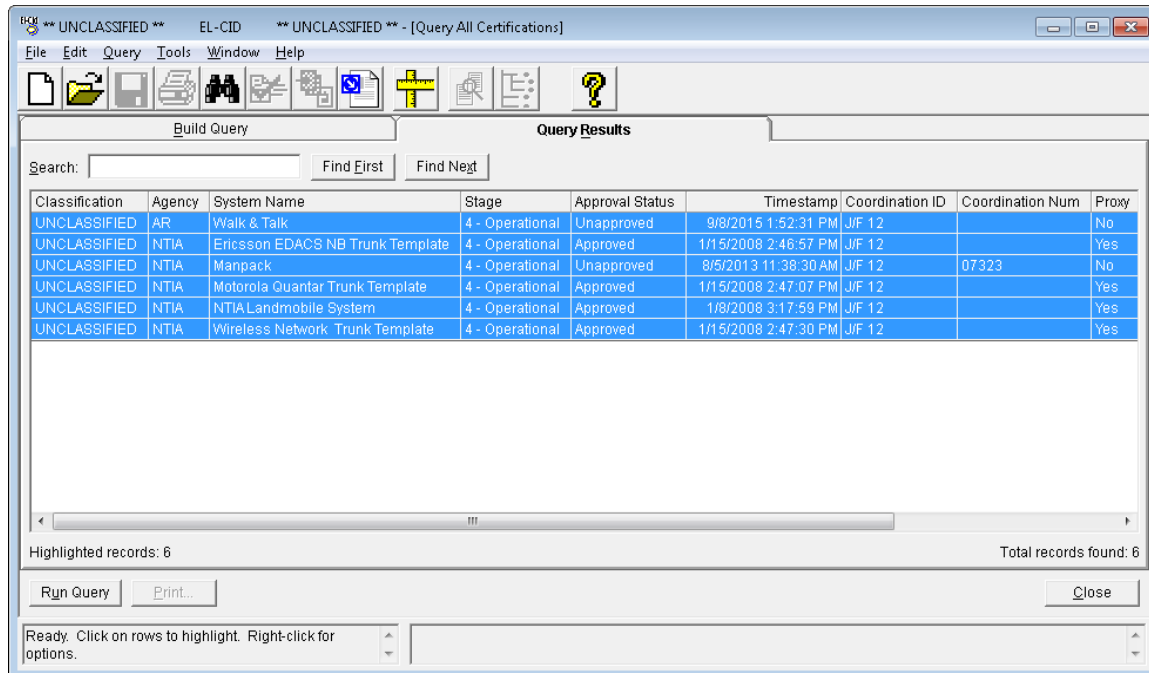 ** UNCLASSIFIED ** EL-CID ** UNCLASSIFIED ** - [Query All Certifications]
File Edit Query Tools Window Help
Build Query Query Results
Search: Find First Find Next
Classification Agency System Name Stage Approval Status Timestamp Coordination ID Coordination Num Proxy
UNCLASSIFIED AR Walk & Talk 4 - Operational Unapproved 9/8/2015 1:52:31 PM J/F 12 No
UNCLASSIFIED NTIA Ericsson EDACS NB Trunk Template 4 - Operational Approved 1/15/2008 2:46:57 PM J/F 12 Yes
UNCLASSIFIED NTIA Manpack 4 - Operational Unapproved 8/5/2013 11:38:30 AM J/F 12 07323 No
UNCLASSIFIED NTIA Motorola Quantar Trunk Template 4 - Operational Approved 1/15/2008 2:47:07 PM J/F 12 Yes
UNCLASSIFIED NTIA NTIA Landmobile System 4 - Operational Approved 1/8/2008 3:17:59 PM J/F 12 Yes
UNCLASSIFIED NTIA Wireless Network Trunk Template 4 - Operational Approved 1/15/2008 2:47:30 PM J/F 12 Yes
Highlighted records: 6 Total records found: 6
Run Query Print... Close
Ready. Click on rows to highlight. Right-click for
options.